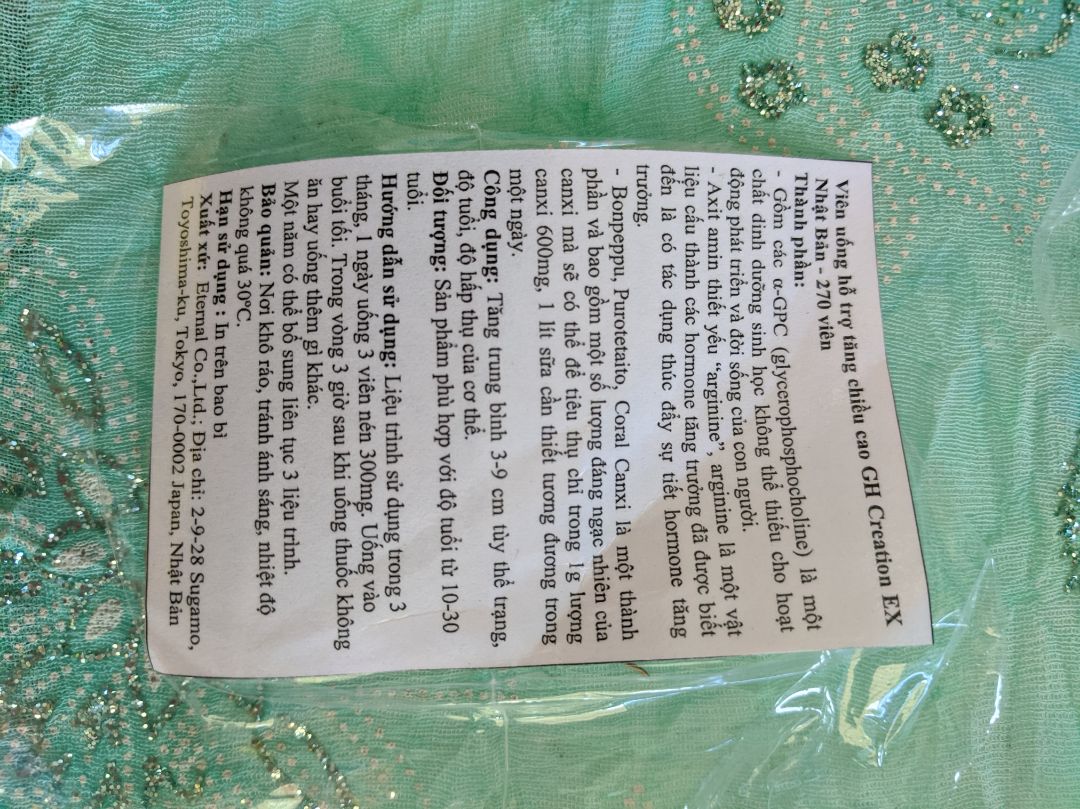 Viên uống hỗ trợ tăng chiều cao GH Creation EX
Nhật Bản - 270 viên
Thành phần:
- Gồm các α-GPC (glycerophosphocholine) là một
chất dinh dưỡng sinh học không thể thiếu cho hoạt
động phát triển và đời sống của con người.
- Axit amin thiết yếu “arginine”, arginine là một vật
liệu cấu thành các hormone tăng trưởng đã được biết
đến là có tác dụng thúc đẩy sự tiết hormone tăng
trưởng.
- Bonpeppu, Purotetaito, Coral Canxi là một thành
phần và bao gồm một số lượng đáng ngạc nhiên của
canxi mà sẽ có thể để tiêu thụ chỉ trong 1g lượng
canxi 600mg, 1 lít sữa cần thiết tương đương trong
một ngày.
Công dụng: Tăng trung bình 3-9 cm tùy thể trạng,
độ tuổi, độ hấp thụ của cơ thể.
Đối tượng: Sản phẩm phù hợp với độ tuổi từ 10-30
tuổi.
Hướng dẫn sử dụng: Liệu trình sử dụng trong 3
tháng, 1 ngày uống 3 viên nén 300mg. Uống vào
buổi tối. Trong vòng 3 giờ sau khi uống thuốc không
ăn hay uống thêm gì khác.
Một năm có thể bổ sung liên tục 3 liệu trình.
Bảo quản: Nơi khô ráo, tránh ánh sáng, nhiệt độ
không quá 30ºC.
Hạn sử dụng : In trên bao bì
Xuất xứ: Eternal Co.,Ltd.; Địa chỉ: 2-9-28 Sugamo,
Toyoshima-ku, Tokyo, 170-0002 Japan, Nhật Bản